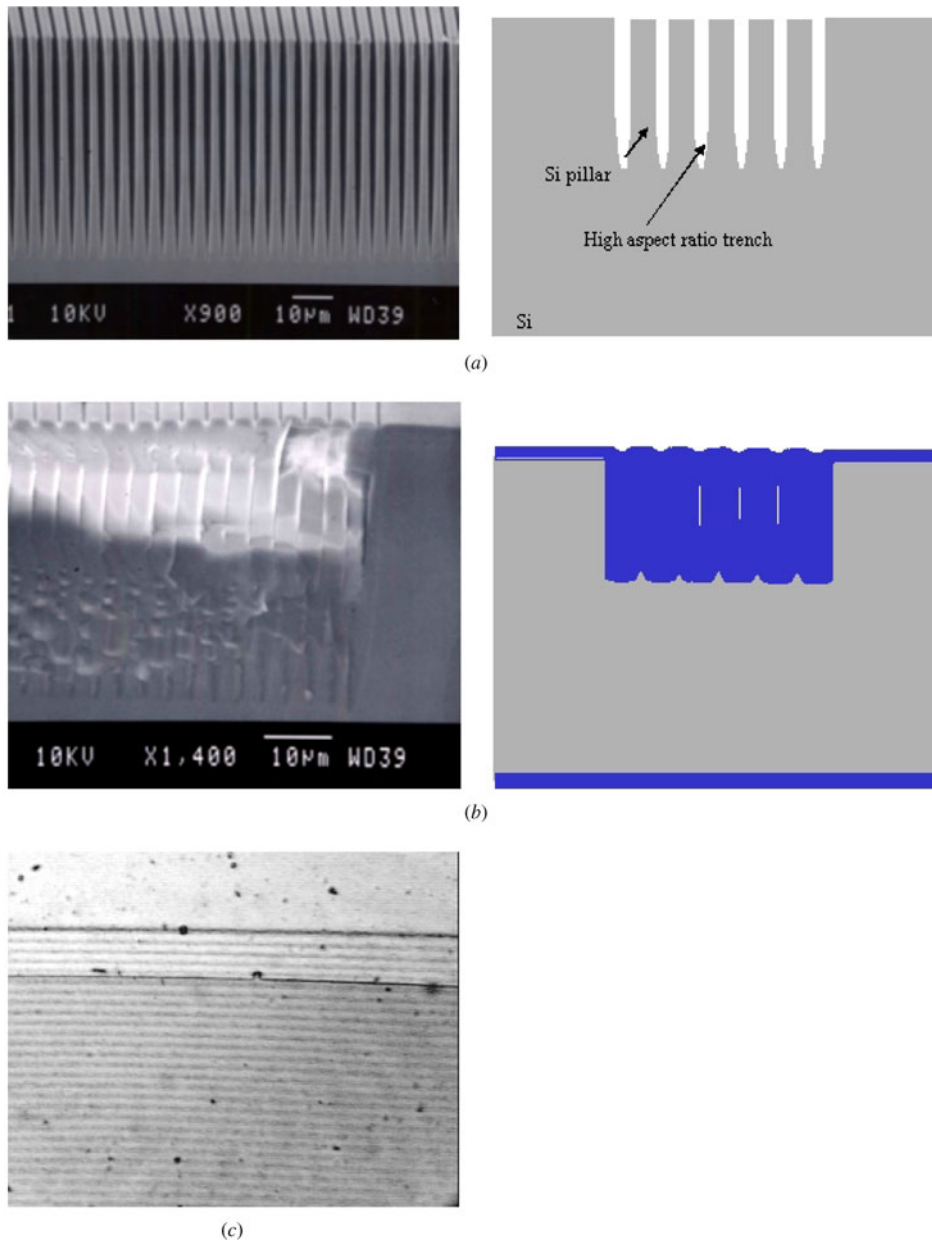 Si pillar
High aspect ratio trench
Si
1 10KV X900 10µm WD39
(a)
10KV X1,400 10µm WD39
(b)
(c)